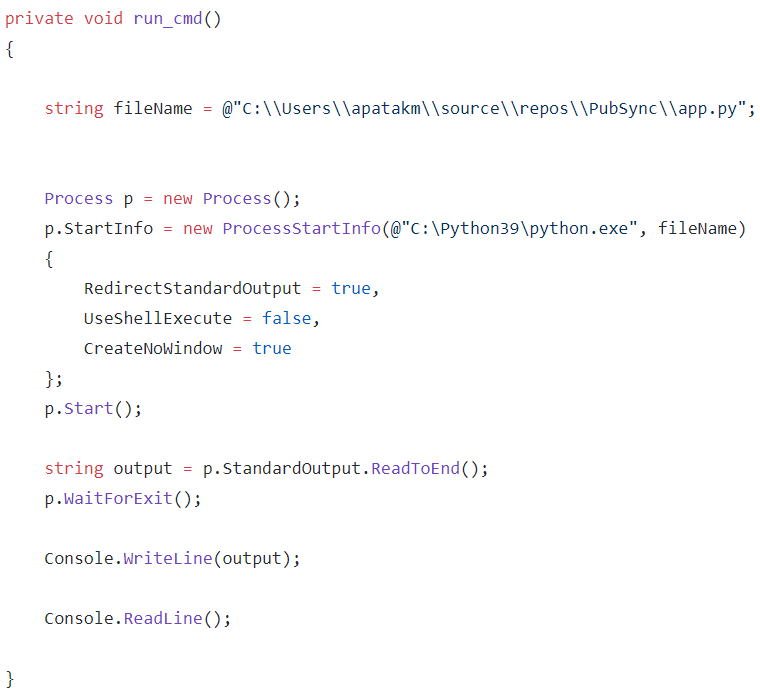 private void run_cmd()
{
string fileName = @"C:\\Users\\apatakm\\source\\repos\\PubSync\\app.py";
Process p = new Process();
p.StartInfo = new ProcessStartInfo(@"C:\Python39\python.exe", fileName)
{
RedirectStandardOutput = true,
UseShellExecute = false,
CreateNoWindow = true
};
p.Start();
string output = p.StandardOutput.ReadToEnd();
p.WaitForExit();
Console.WriteLine(output);
Console.ReadLine();
}